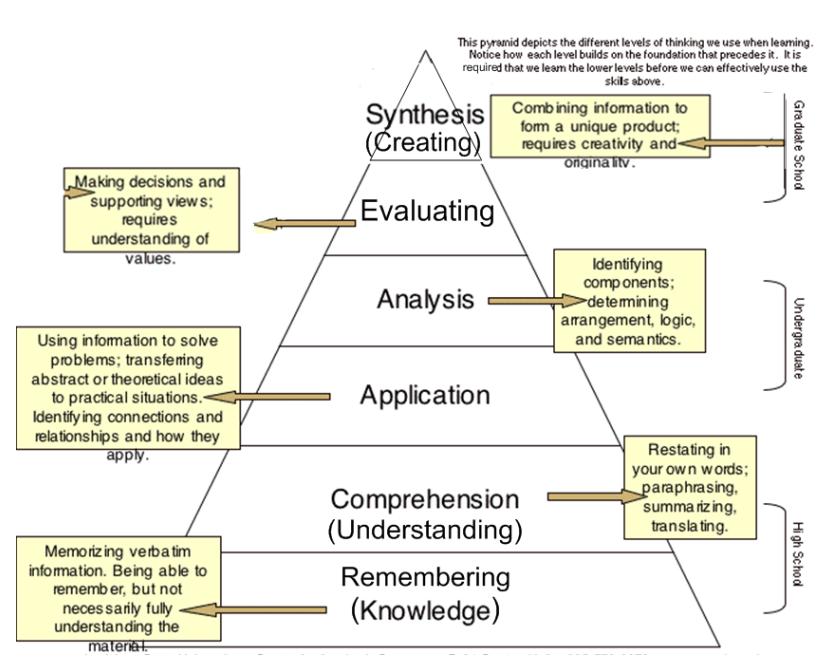 This pyramid depicts the different levels of thinking we use when learning.
Notice how each level builds on the foundation that precedes it. It is
required that we learn the lower levels before we can effectively use the
skills above.
Synthesis
(Creating)
Combining information to
form a unique product;
requires creativity and
originality.
Graduate School
Making decisions and
supporting views;
requires
understanding of
values.
Evaluating
Analysis
Identifying
components;
determining
arrangement, logic,
and semantics.
Undergraduate
Using information to solve
problems; transferring
abstract or theoretical ideas
to practical situations.
Identifying connections and
relationships and how they
apply.
Application
Restating in
your own words;
paraphrasing,
summarizing,
translating.
Comprehension
(Understanding)
High School
Memorizing verbatim
information. Being able to
remember, but not
necessarily fully
understanding the
material.
Remembering
(Knowledge)